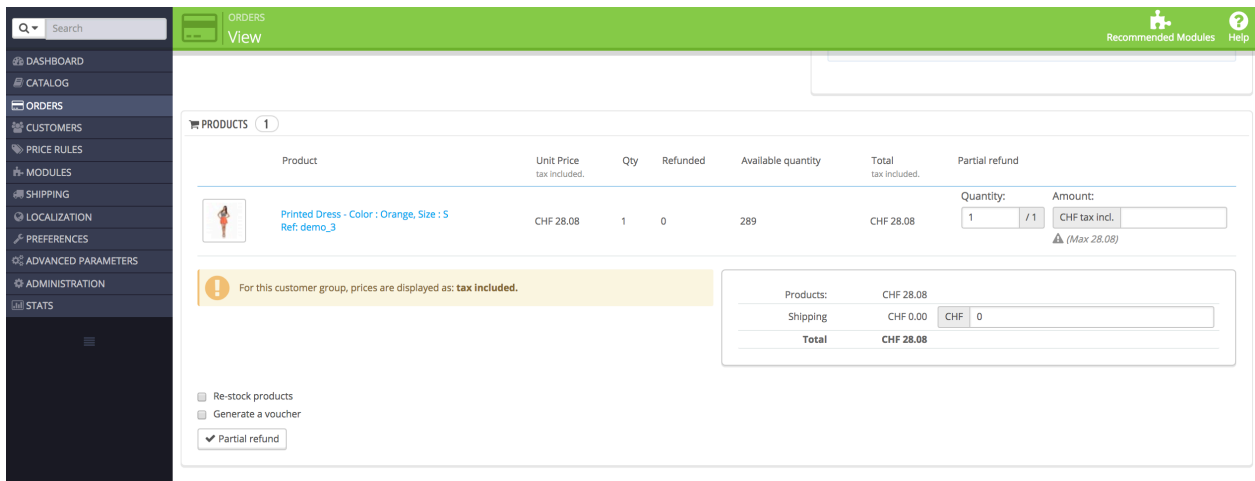 Search
ORDERS
View
Recommended Modules
Help
DASHBOARD
CATALOG
ORDERS
CUSTOMERS
PRICE RULES
MODULES
SHIPPING
LOCALIZATION
PREFERENCES
ADVANCED PARAMETERS
ADMINISTRATION
STATS
PRODUCTS 1
Product Unit Price Qty Refunded Available quantity Total Partial refund
tax included. tax included.
Quantity: Amount:
Printed Dress - Color : Orange, Size : S
Ref: demo_3
CHF 28.08 1 0 289 CHF 28.08 1 / 1 CHF tax incl.
(Max 28.08)
For this customer group, prices are displayed as: tax included.
Products: CHF 28.08
Shipping CHF 0.00 CHF 0
Total CHF 28.08
Re-stock products
Generate a voucher
Partial refund